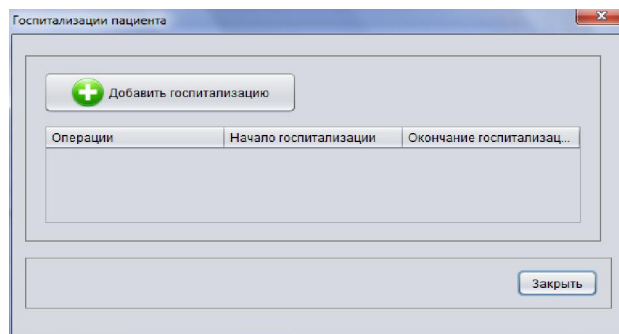 Госпитализации пациента
Добавить госпитализацию
Операции Начало госпитализации Окончание госпитализац...
Закрыть